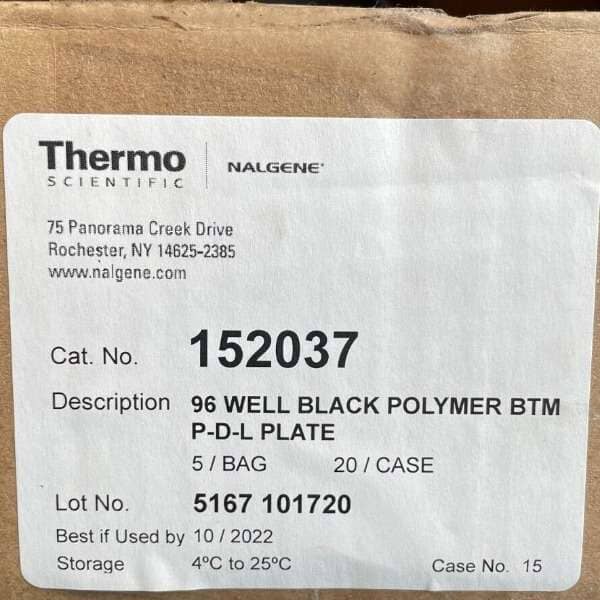 Thermo
SCIENTIFIC
NALGENE®
75 Panorama Creek Drive
Rochester, NY 14625-2385
www.nalgene.com
Cat. No. 152037
Description 96 WELL BLACK POLYMER BTM
P-D-L PLATE
5 / BAG 20 / CASE
Lot No. 5167 101720
Best if Used by 10 / 2022
Storage 4ºC to 25ºC Case No. 15